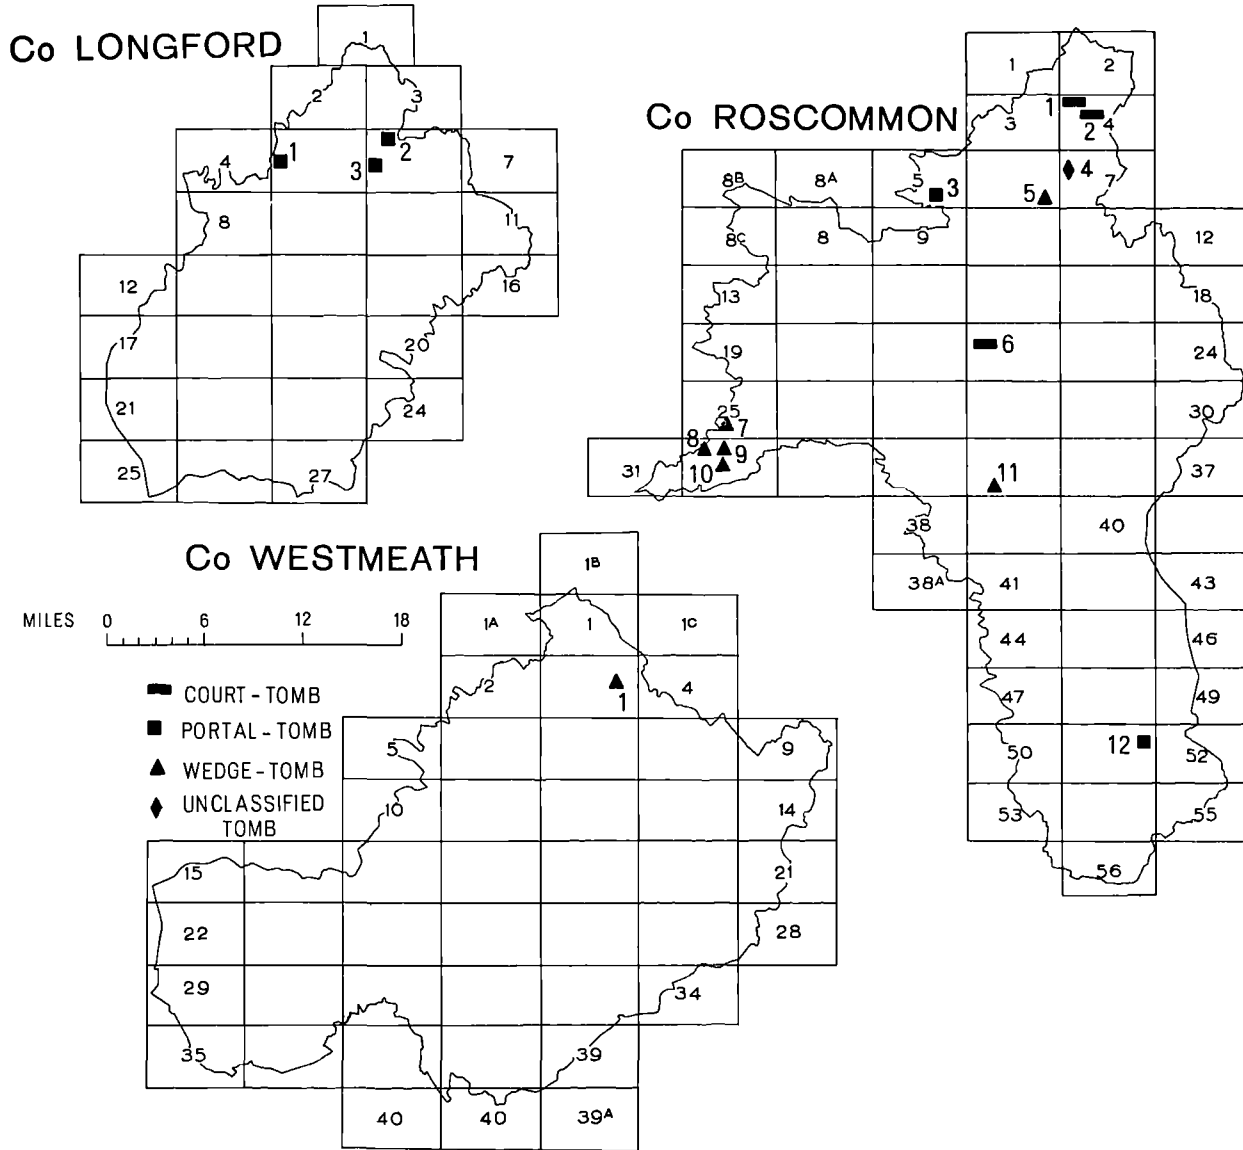 Co LONGFORD
1
2 3
4 1 2 7
3
8 11
12 16
17 20
21 24
25 27
Co ROSCOMMON
1 2
3 1 2 4
8B 8A 5 3 5 4 7
8C 8 9 12
13 18
19 6 24
25 7 30
31 8 9 10 11 37
38 40
38A 41 43
44 46
47 49
50 12 52
53 55
56
Co WESTMEATH
MILES 0 6 12 18
COURT-TOMB
PORTAL-TOMB
WEDGE-TOMB
UNCLASSIFIED
TOMB
1B
1A 1 1C
2 1 4
5 9
10 14
15 21
22 28
29 34
35 39
40 40 39A